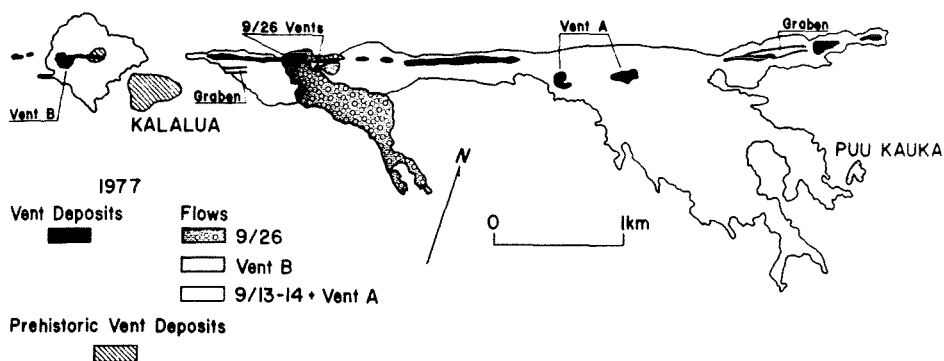 9/26 Vents
Vent A
Graben
Vent B
Graben
KALALUA
N
PUU KAUKA
1977
Vent Deposits
Flows
0 1km
9/26
Vent B
9/13-14 + Vent A
Prehistoric Vent Deposits